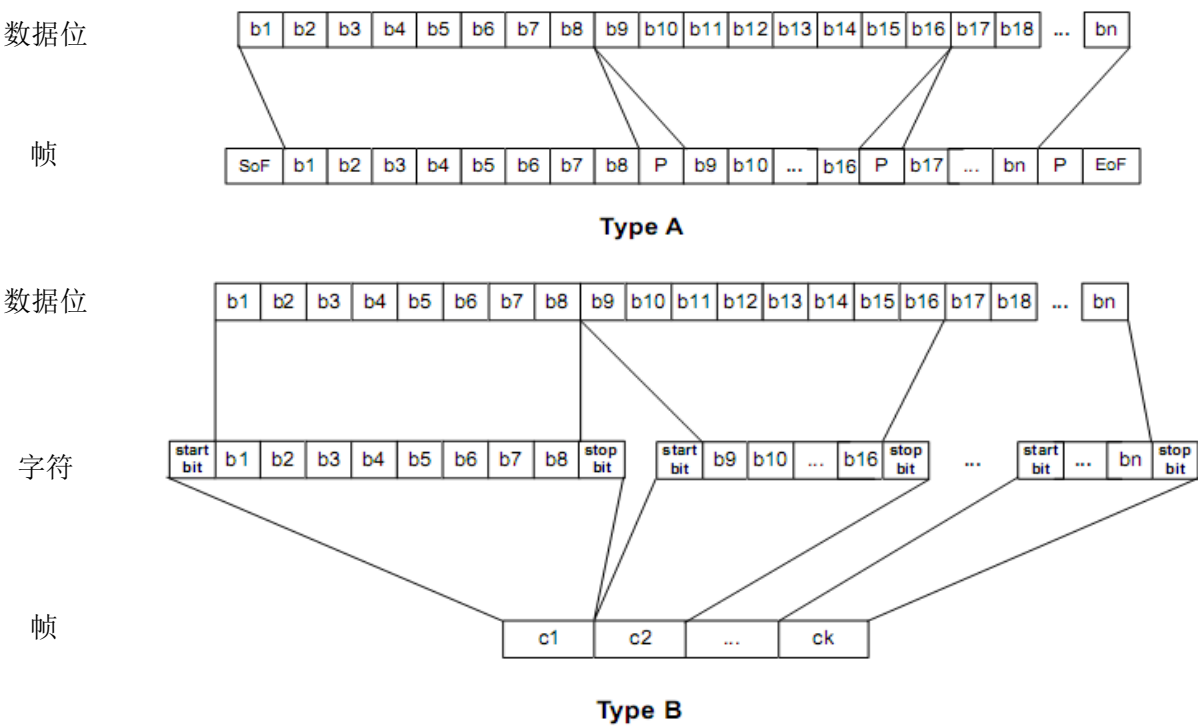 数据位 b1 b2 b3 b4 b5 b6 b7 b8 b9 b10 b11 b12 b13 b14 b15 b16 b17 b18 ... bn
帧 SoF b1 b2 b3 b4 b5 b6 b7 b8 P b9 b10 ... b16 P b17 ... bn P EoF
Type A
数据位 b1 b2 b3 b4 b5 b6 b7 b8 b9 b10 b11 b12 b13 b14 b15 b16 b17 b18 ... bn
字符 start bit b1 b2 b3 b4 b5 b6 b7 b8 stop bit start bit b9 b10 ... b16 stop bit ... start bit ... bn stop bit
帧 c1 c2 ... ck
Type B